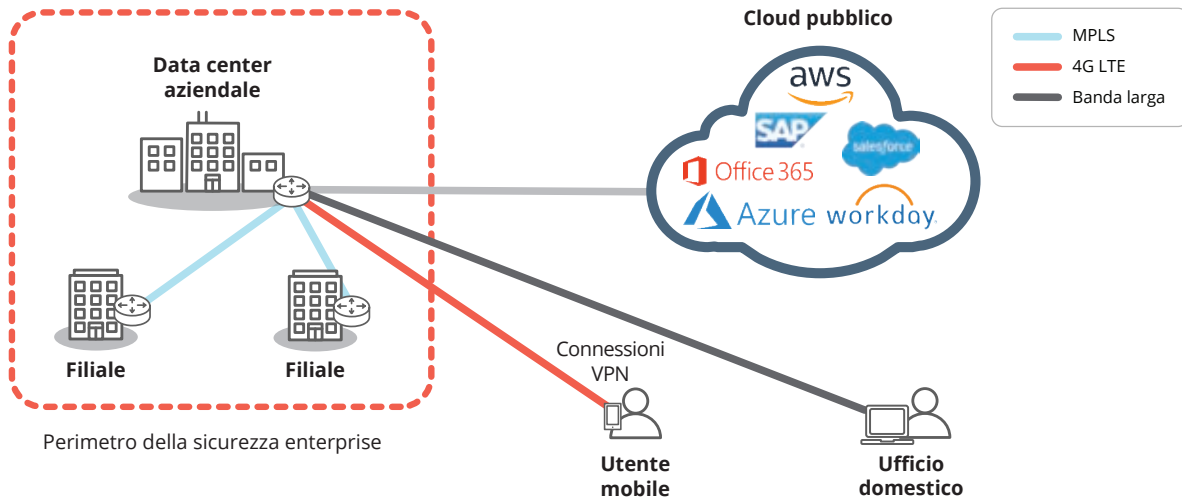 Cloud pubblico
MPLS
4G LTE
Banda larga
Data center
aziendale
aws
SAP
salesforce
Office 365
Azure
workday.
Filiale
Filiale
Connessioni
VPN
Perimetro della sicurezza enterprise
Utente
mobile
Ufficio
domestico